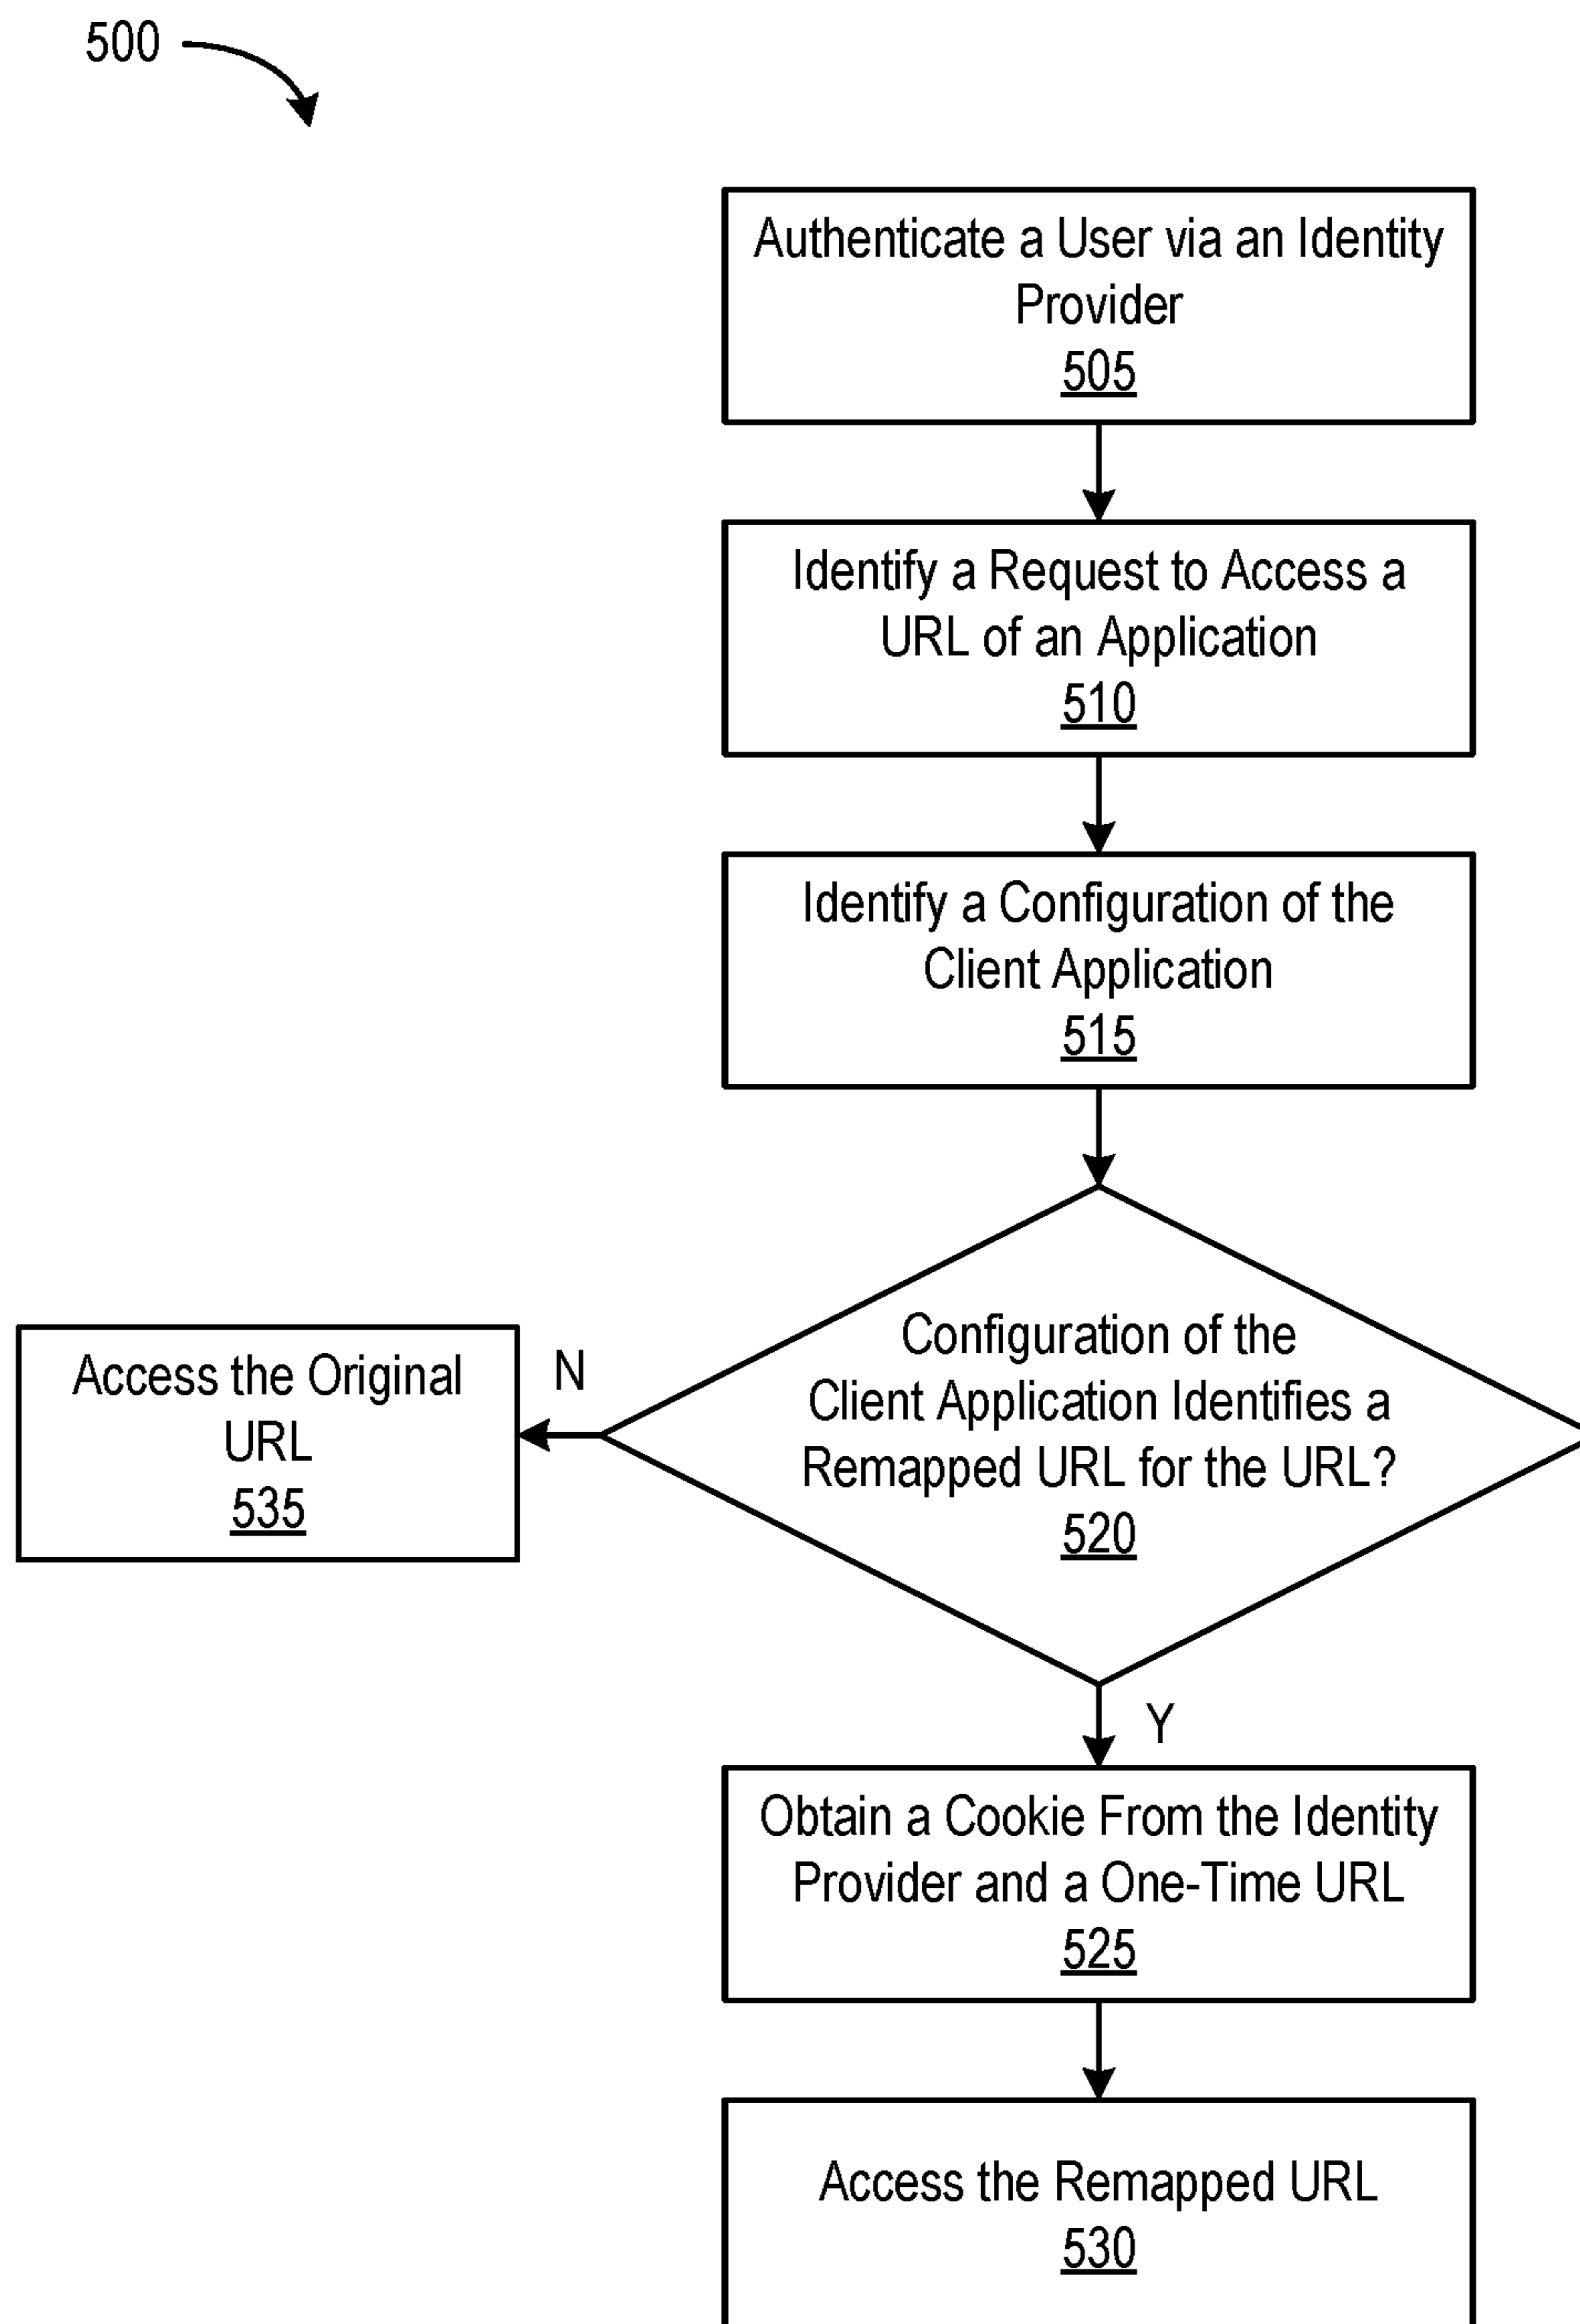 500
Authenticate a User via an Identity
Provider
505
Identify a Request to Access a
URL of an Application
510
Identify a Configuration of the
Client Application
515
Configuration of the
Client Application Identifies a
Remapped URL for the URL?
520
N
Access the Original
URL
535
Y
Obtain a Cookie From the Identity
Provider and a One-Time URL
525
Access the Remapped URL
530